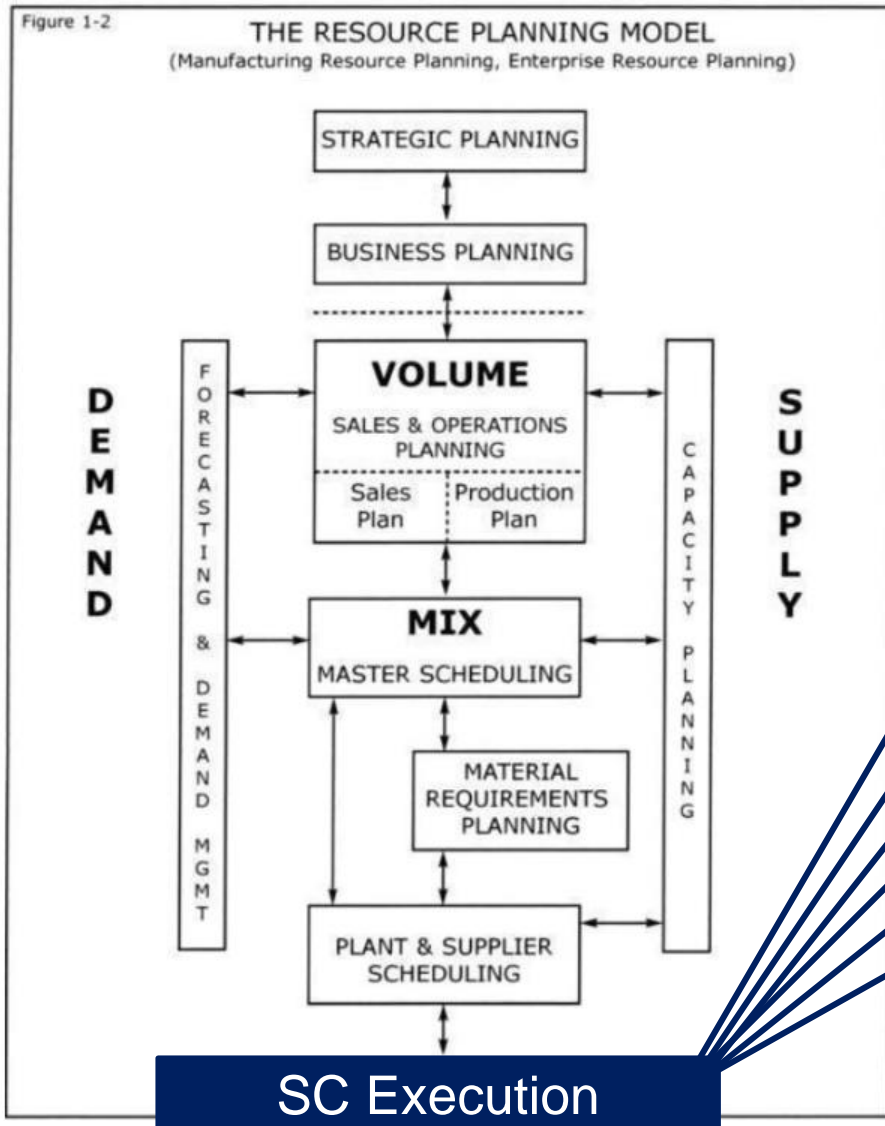 Figure 1-2
THE RESOURCE PLANNING MODEL
(Manufacturing Resource Planning, Enterprise Resource Planning)
STRATEGIC PLANNING
BUSINESS PLANNING
DEMAND
FORECASTING & DEMAND MGMT
VOLUME
SALES & OPERATIONS
PLANNING
Sales
Plan
Production
Plan
MIX
MASTER SCHEDULING
MATERIAL
REQUIREMENTS
PLANNING
PLANT & SUPPLIER
SCHEDULING
CAPACITY PLANNING
SUPPLY
SC Execution